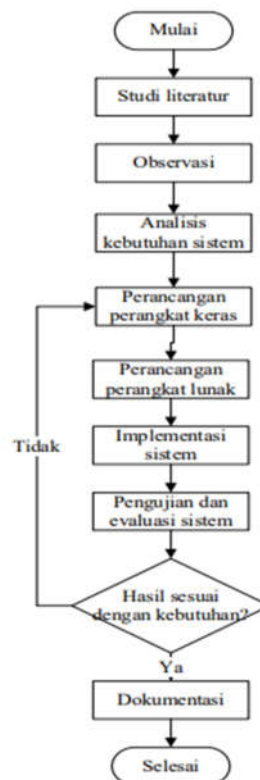 Mulai
Studi literatur
Observasi
Analisis
kebutuhan sistem
Perancangan
perangkat keras
Perancangan
perangkat lunak
Tidak
Implementasi
sistem
Pengujian dan
evaluasi sistem
Hasil sesuai
dengan kebutuhan?
Ya
Dokumentasi
Selesai